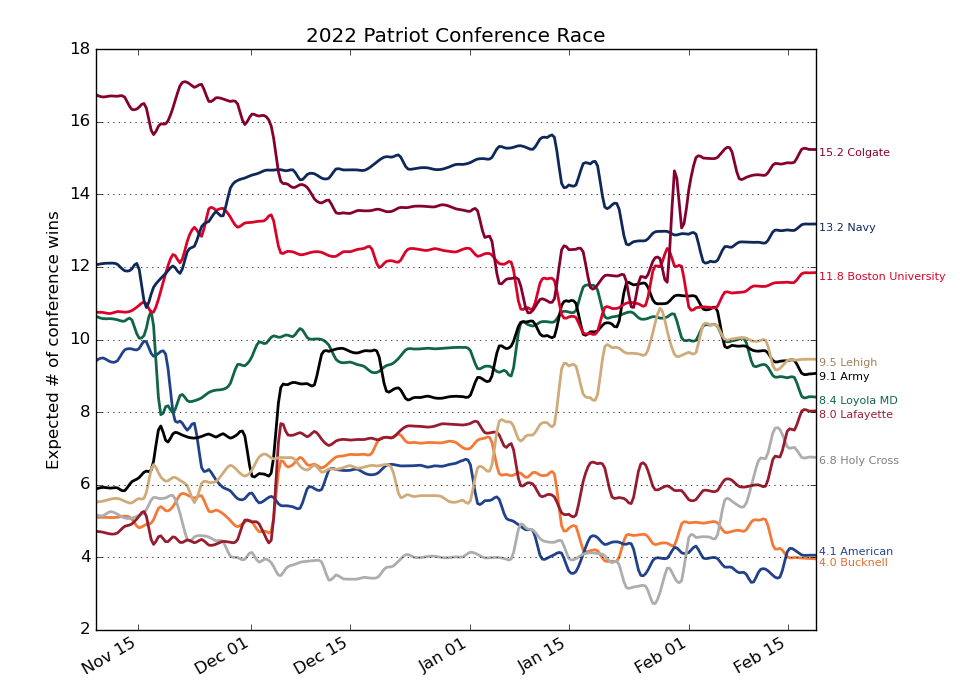 2022 Patriot Conference Race
Expected # of conference wins
18
16
14
12
10
8
6
4
2
Nov 15
Dec 01
Dec 15
Jan 01
Jan 15
Feb 01
Feb 15
15.2 Colgate
13.2 Navy
11.8 Boston University
9.5 Lehigh
9.1 Army
8.4 Loyola MD
8.0 Lafayette
6.8 Holy Cross
4.1 American
4.0 Bucknell